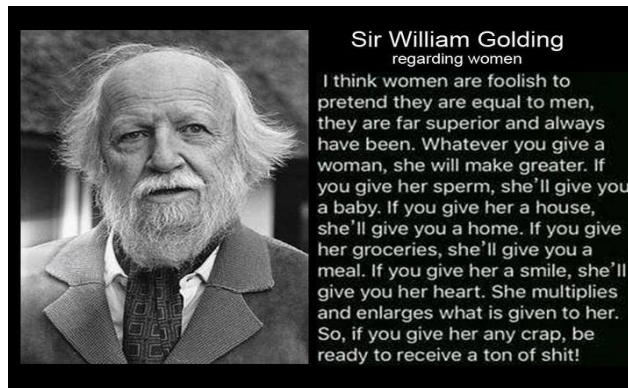 Sir William Golding
regarding women
I think women are foolish to
pretend they are equal to men,
they are far superior and always
have been. Whatever you give a
woman, she will make greater. If
you give her sperm, she'll give you
a baby. If you give her a house,
she'll give you a home. If you give
her groceries, she'll give you a
meal. If you give her a smile, she'll
give you her heart. She multiplies
and enlarges what is given to her.
So, if you give her any crap, be
ready to receive a ton of shit!